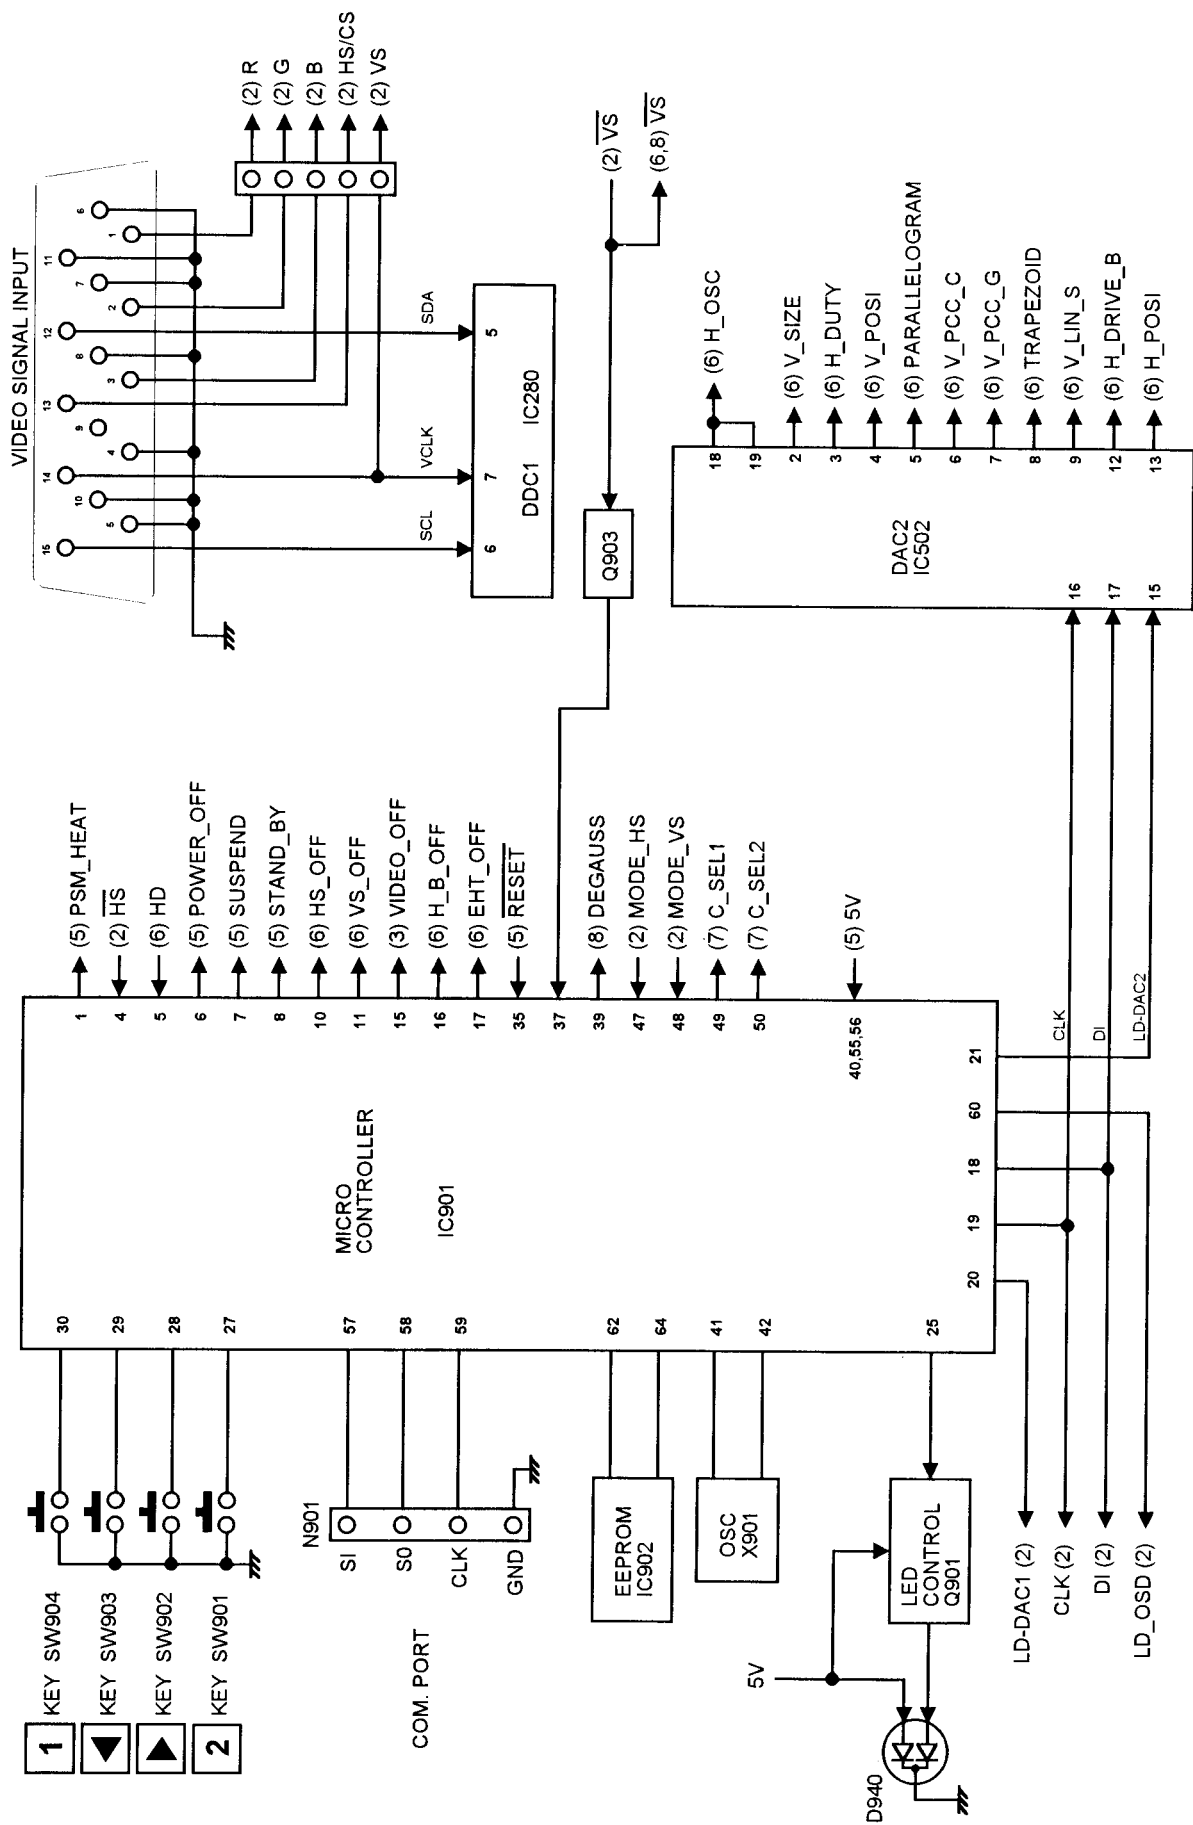 1 KEY SW904
KEY SW903
KEY SW902
2 KEY SW901
30
29
28
27
N901
COM. PORT
SI
S0
CLK
GND
57
58
59
MICRO
CONTROLLER
IC901
EEPROM
IC902
62
64
OSC
X901
41
42
LED
CONTROL
Q901
25
5V
D940
1 (5) PSM_HEAT
4 (2) HS
5 (6) HD
6 (5) POWER_OFF
7 (5) SUSPEND
8 (5) STAND_BY
10 (6) HS_OFF
11 (6) VS_OFF
15 (3) VIDEO_OFF
16 (6) H_B_OFF
17 (6) EHT_OFF
35 (5) RESET
37
39 (8) DEGAUSS
47 (2) MODE_HS
48 (2) MODE_VS
49 (7) C_SEL1
50 (7) C_SEL2
40,55,56 (5) 5V
20
19
18
60
21
LD-DAC1 (2)
CLK (2)
DI (2)
LD_OSD (2)
CLK
DI
LD-DAC2
VIDEO SIGNAL INPUT
15
14
13
12
11
10
9
8
7
6
5
4
3
2
1
(2) R
(2) G
(2) B
(2) HS/CS
(2) VS
SCL
VCLK
SDA
6
7
5
DDC1 IC280
Q903
(2) VS
(6,8) VS
DAC2
IC502
16
17
15
18 (6) H_OSC
19
2 (6) V_SIZE
3 (6) H_DUTY
4 (6) V_POSI
5 (6) PARALLELOGRAM
6 (6) V_PCC_C
7 (6) V_PCC_G
8 (6) TRAPEZOID
9 (6) V_LIN_S
12 (6) H_DRIVE_B
13 (6) H_POSI